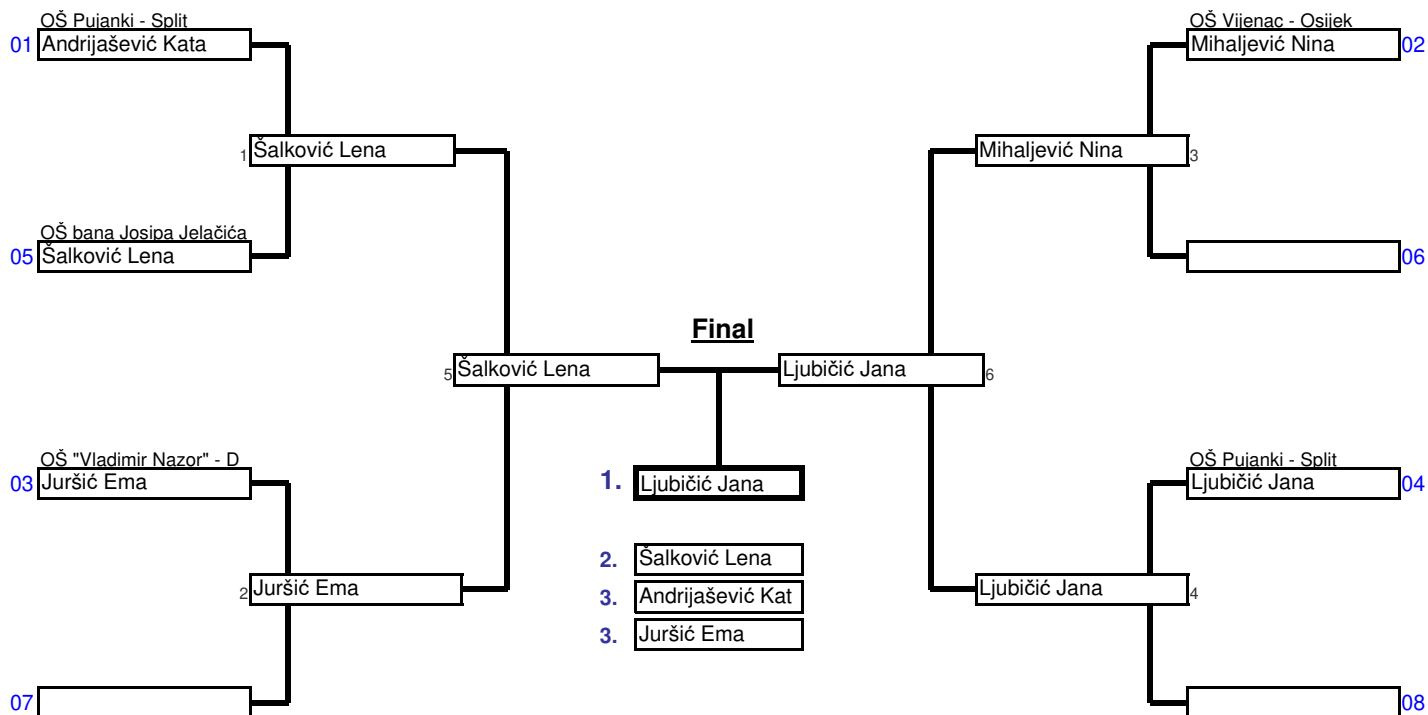 OŠ Pujanki - Split
01 Andrijašević Kata
OŠ Vijenac - Osijek
Mihaljević Nina 02
1 Šalković Lena
Mihaljević Nina 3
OŠ bana Josipa Jelačića
05 Šalković Lena
06
Final
5 Šalković Lena
Ljubičić Jana 6
OŠ "Vladimir Nazor" - D
03 Juršić Ema
1. Ljubičić Jana
OŠ Pujanki - Split
Ljubičić Jana 04
2. Šalković Lena
2 Juršić Ema
3. Andrijašević Kat
Ljubičić Jana 4
3. Juršić Ema
07
08